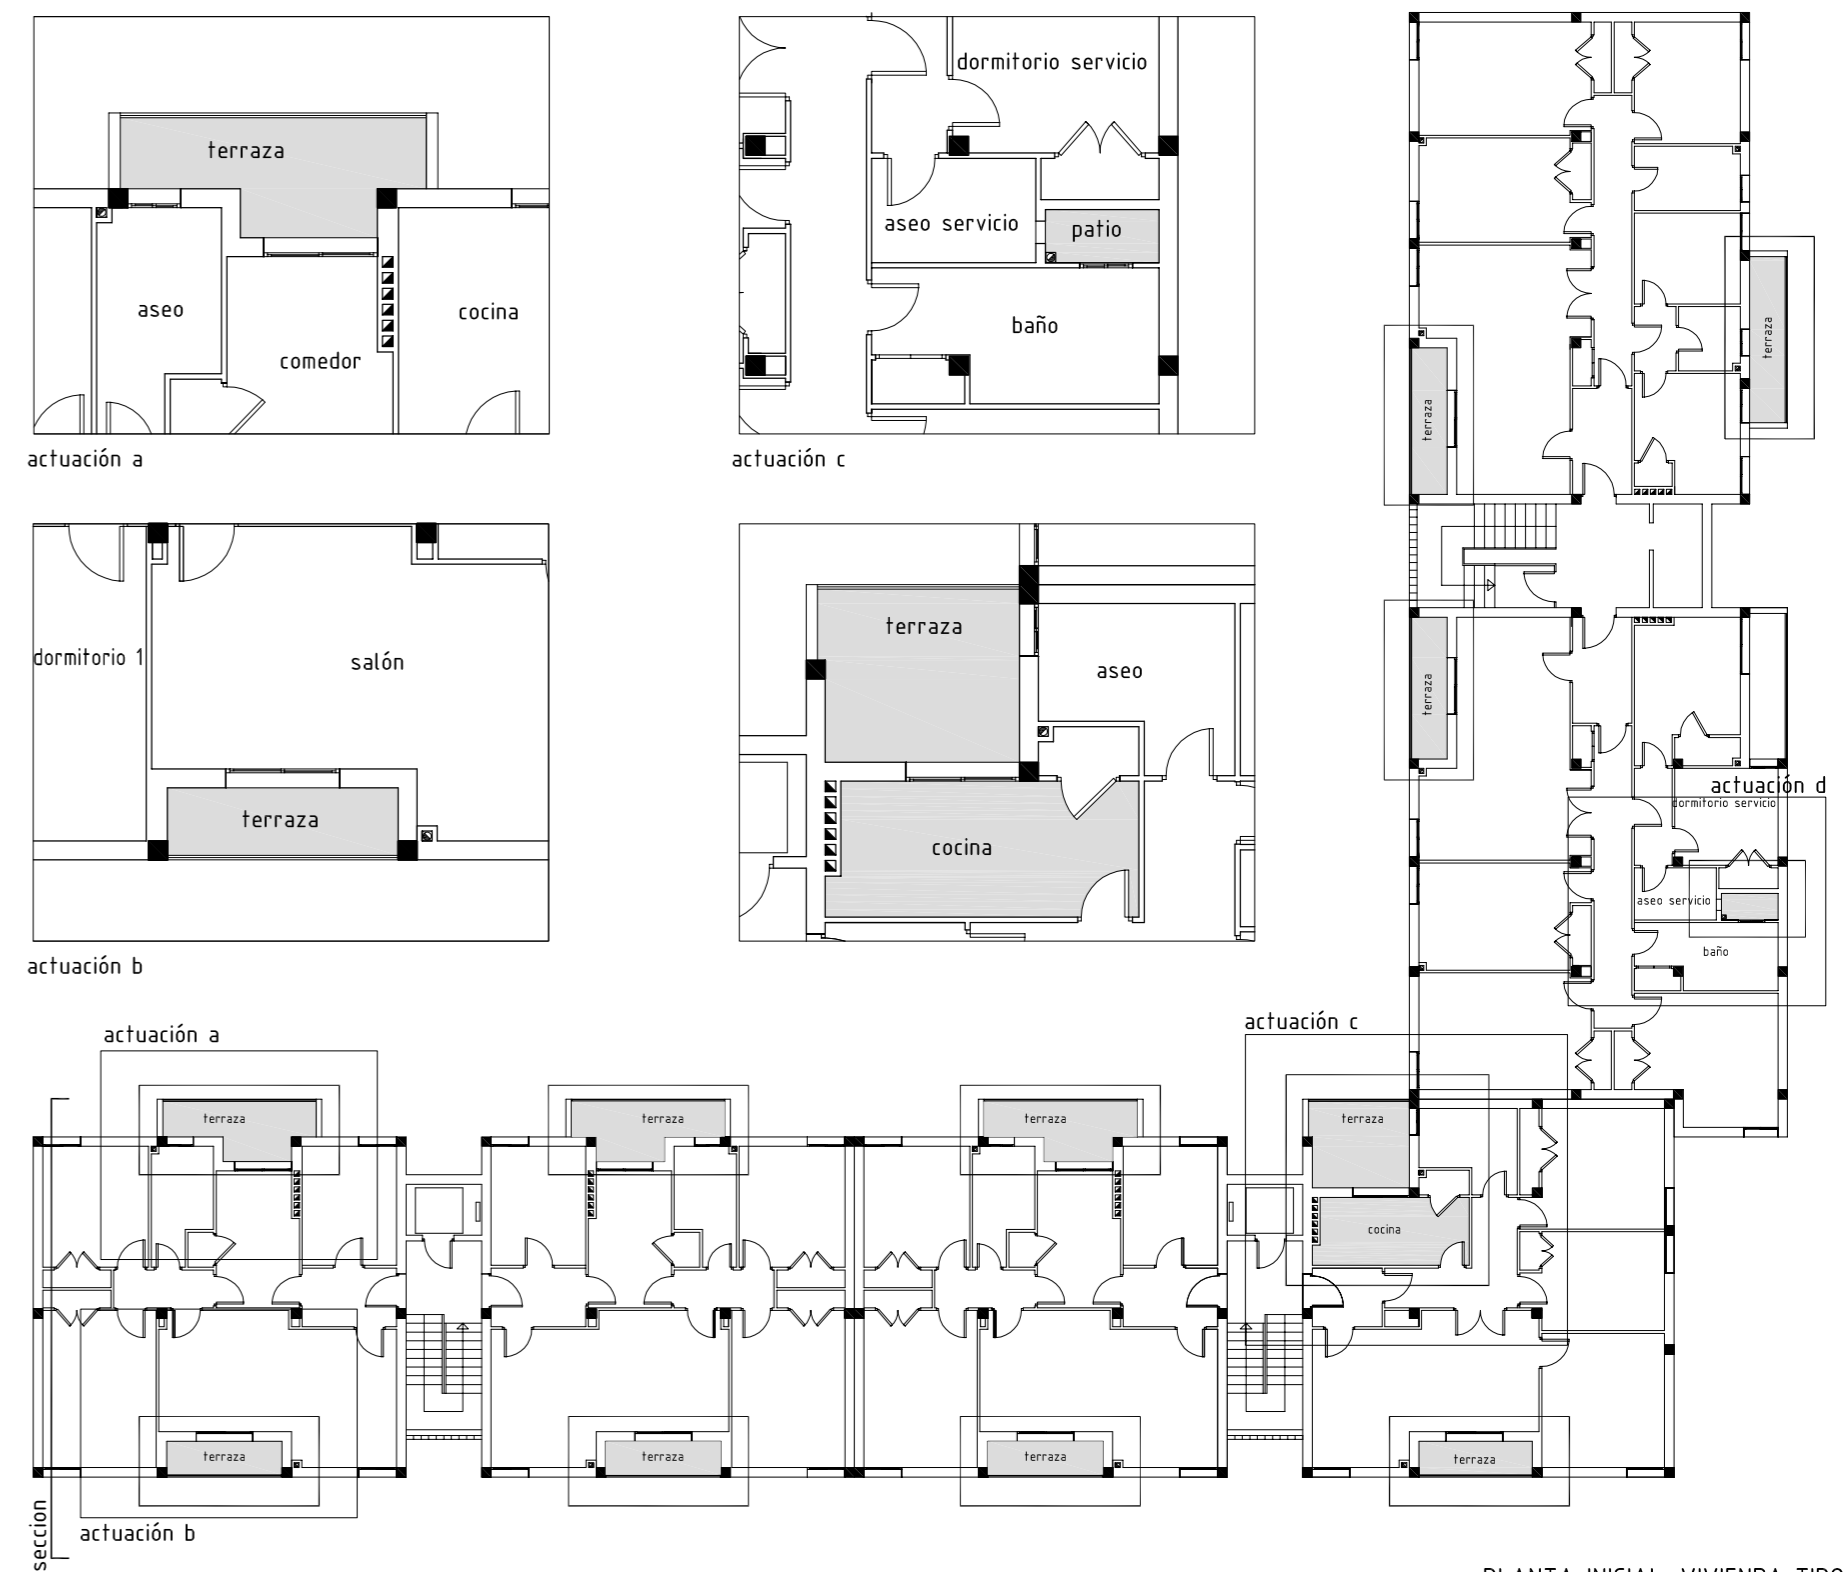 terraza
aseo
comedor
cocina
actuación a
dormitorio servicio
aseo servicio
patio
baño
actuación c
dormitorio 1
salón
terraza
actuación b
terraza
aseo
cocina
terraza
terraza
terraza
actuación d
dormitorio servicio
aseo servicio
baño
actuación a
actuación c
terraza
terraza
terraza
terraza
cocina
terraza
terraza
terraza
terraza
actuación b
seccion